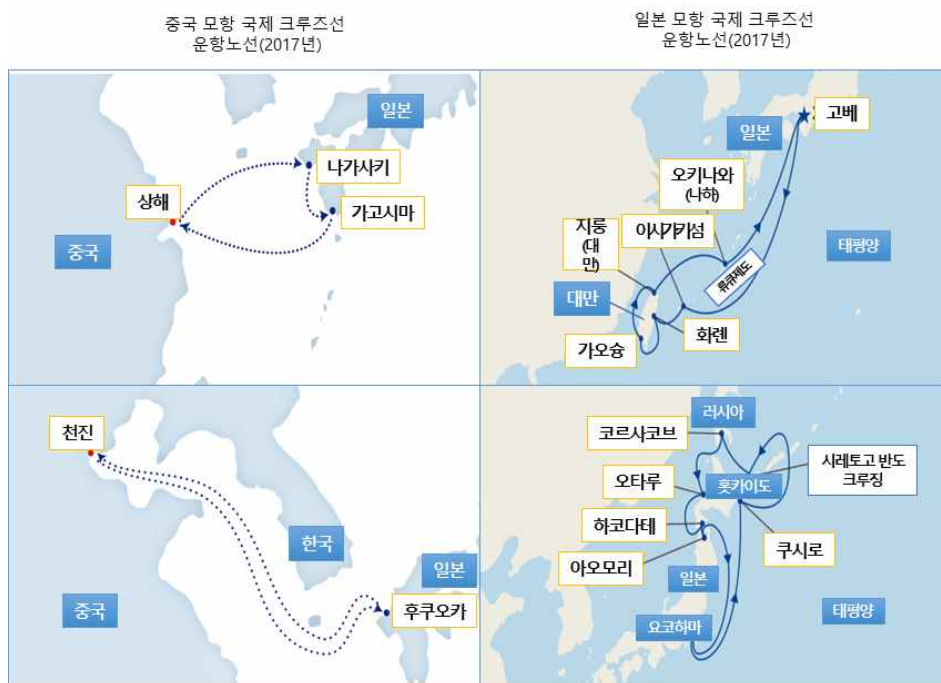 중국 모항 국제 크루즈선
운항노선(2017년)
일본 모항 국제 크루즈선
운항노선(2017년)
일본
나가사키
상해
가고시마
중국
고베
일본
오키나와
(나하)
지룽
(대
만)
이시가키섬
태평양
류큐제도
대만
화렌
가오슝
천진
한국
일본
중국
후쿠오카
러시아
코르사코브
시레토고 반도
크루징
오타루
홋카이도
하코다테
쿠시로
아오모리
일본
태평양
요코하마